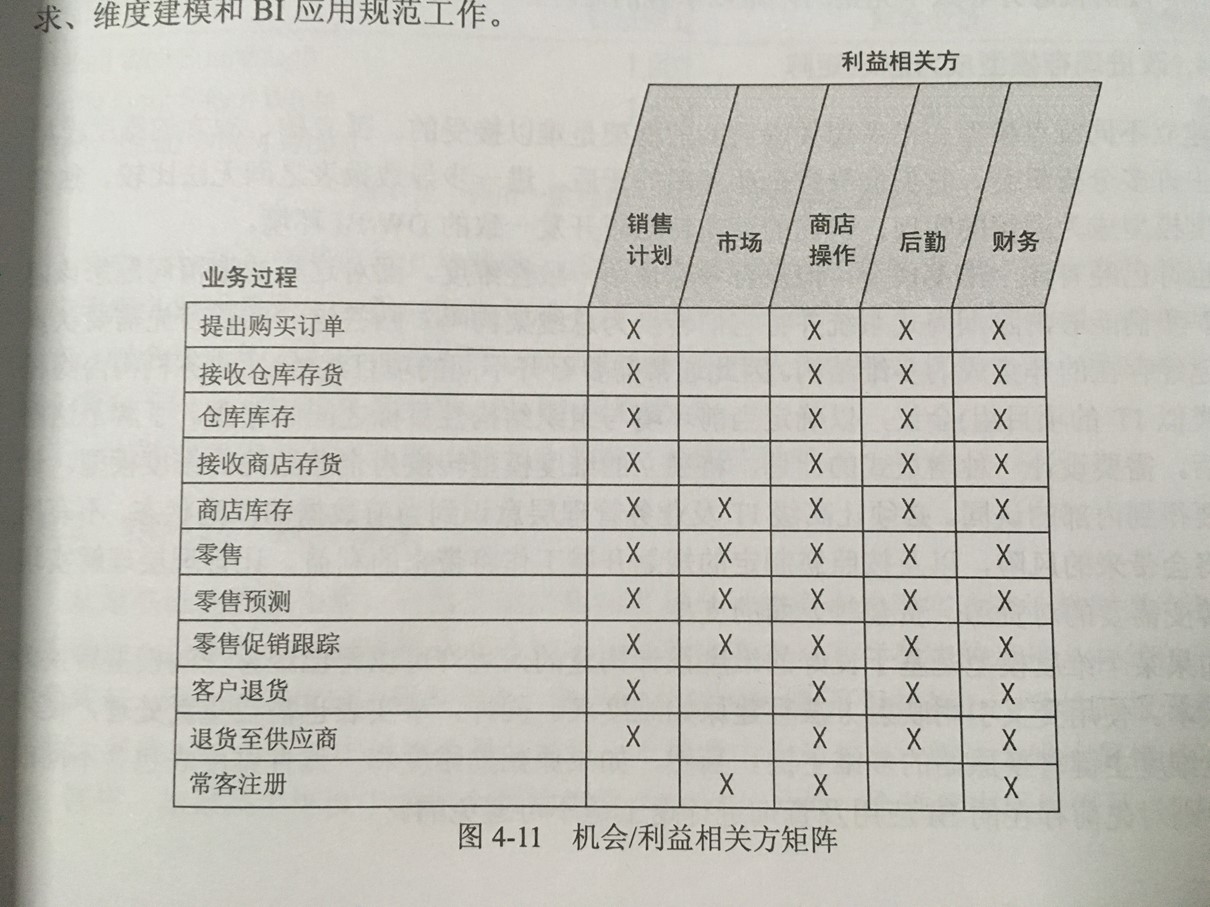 求、维度建模和 BI 应用规范工作。
利益相关方
业务过程 销售计划 市场 商店操作 后勤 财务
提出购买订单 X X X X
接收仓库存货 X X X X
仓库库存 X X X X
接收商店存货 X X X X
商店库存 X X X X X
零售 X X X X X
零售预测 X X X X X
零售促销跟踪 X X X X X
客户退货 X X X X
退货至供应商 X X X X
常客注册 X X X
图 4-11 机会/利益相关方矩阵